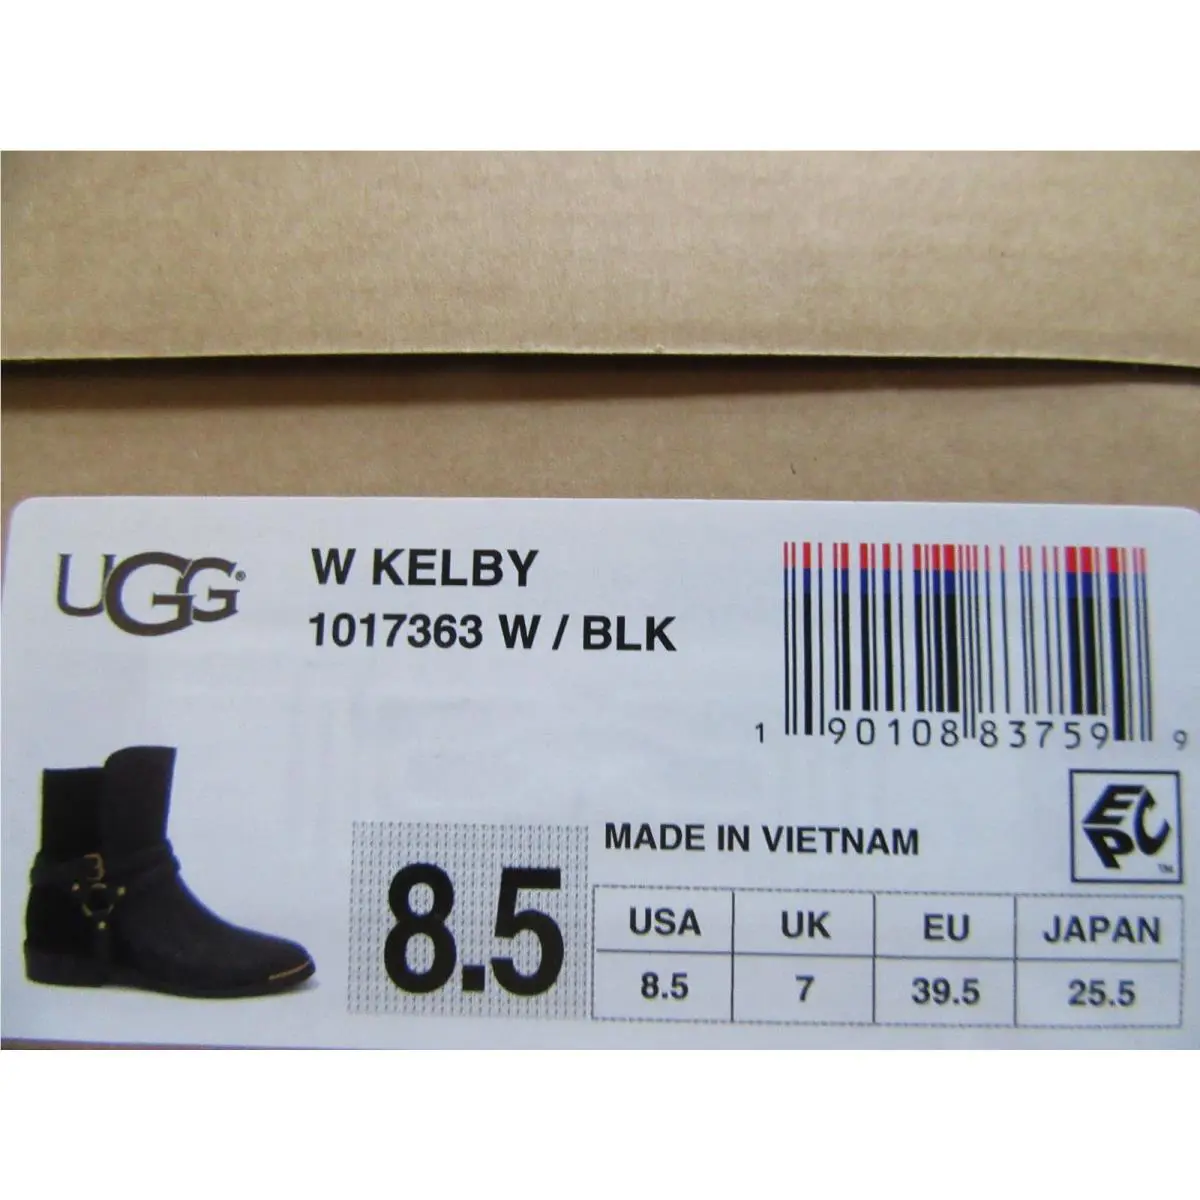 UGG®
W KELBY
1017363 W / BLK
1 90108 83759 9
EPC™
MADE IN VIETNAM
8.5
USA UK EU JAPAN
8.5 7 39.5 25.5